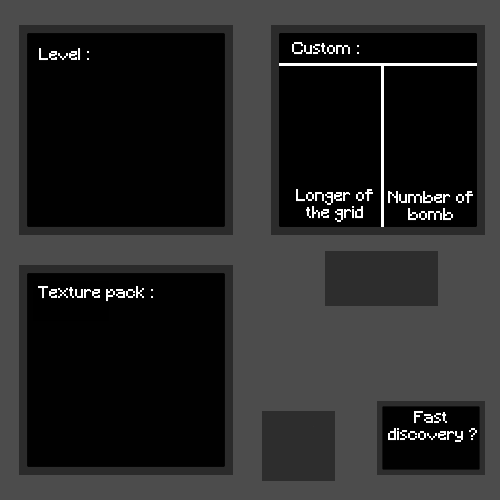 Level :
Custom :
Longer of
the grid
Number of
bomb
Texture pack :
Fast
discovery ?